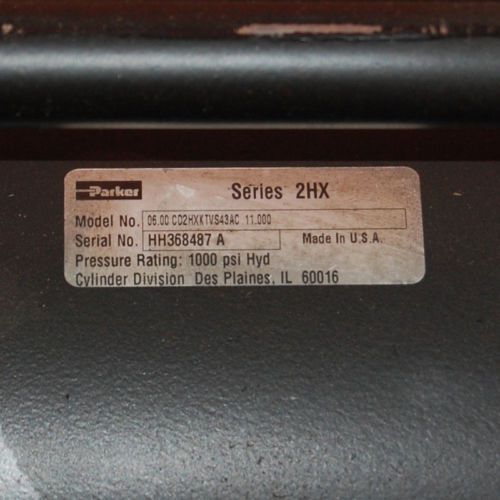 Parker Series 2HX
Model No. 06.00 CD2HXKTVS43AC 11.000
Serial No. HH368487 A Made In U.S.A.
Pressure Rating: 1000 psi Hyd
Cylinder Division Des Plaines, IL 60016